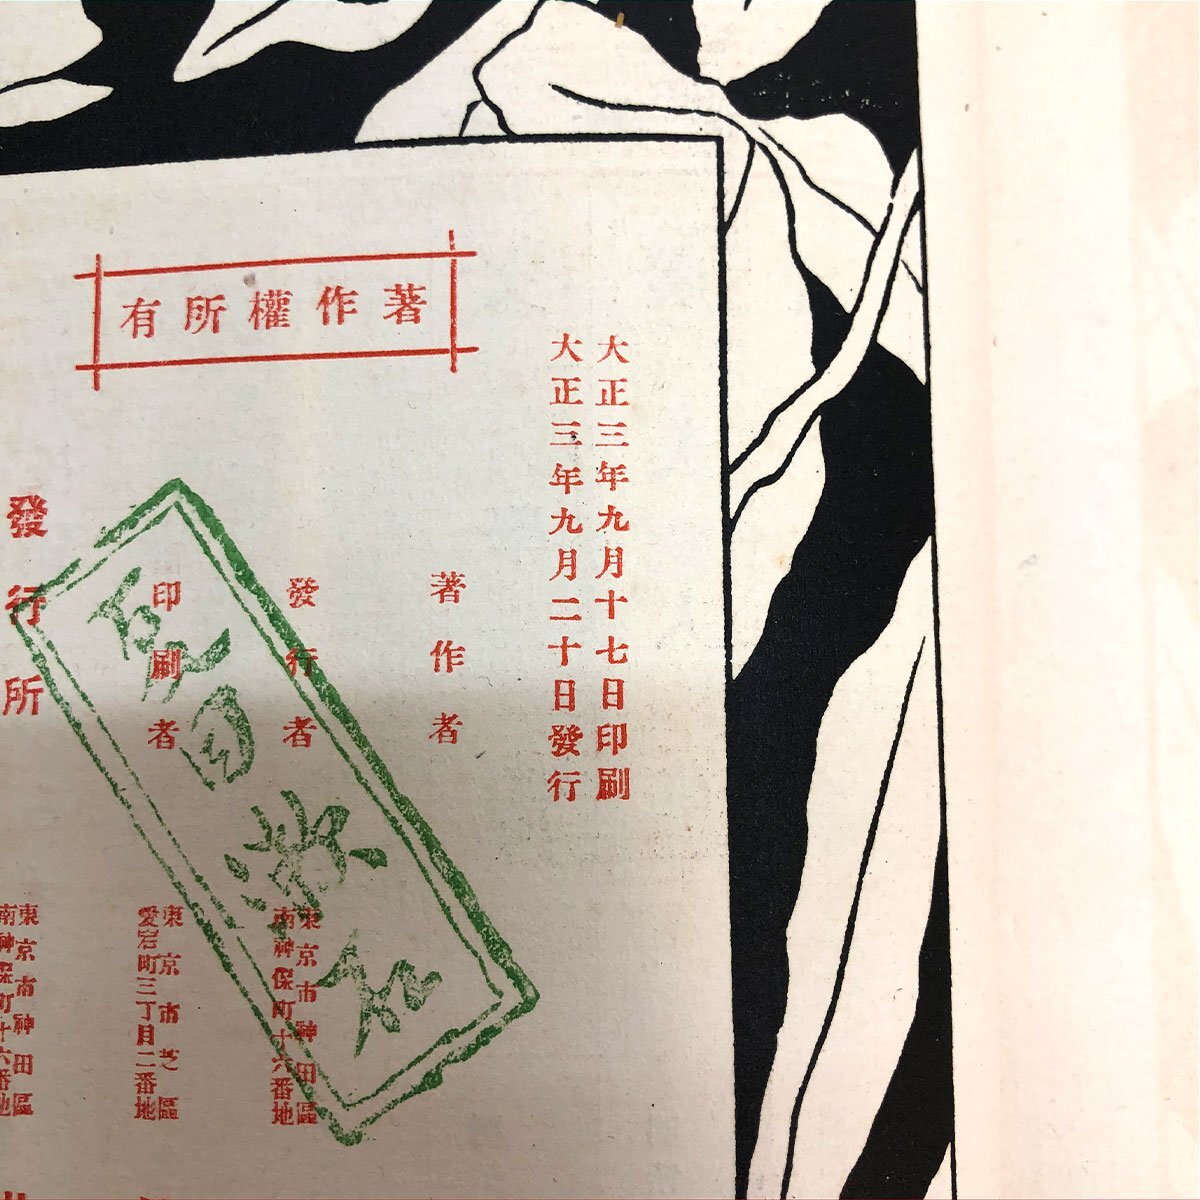 著作權所有
大正三年九月十七日印刷
大正三年九月二十日發行
著作者
發行者
東京市神田區
南神保町十六番地
印刷者
東京市芝區
愛宕町三丁目二番地
發行所
東京市神田區
南神保町十六番地